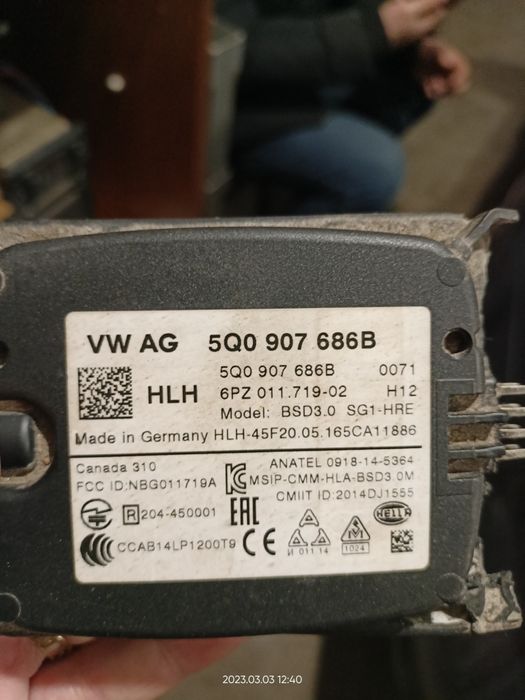 VW AG 5Q0 907 686B
5Q0 907 686B 0071
HLH 6PZ 011.719-02 H12
Model: BSD3.0 SG1-HRE
Made in Germany HLH-45F20.05.165CA11886
Canada 310 ANATEL 0918-14-5364
FCC ID:NBG011719A MSIP-CMM-HLA-BSD3.0M
CMIIT ID:2014DJ1555
R 204-450001 EAC HELLA
CCAB14LP1200T9 CE И 011 14 1024
2023.03.03 12:40